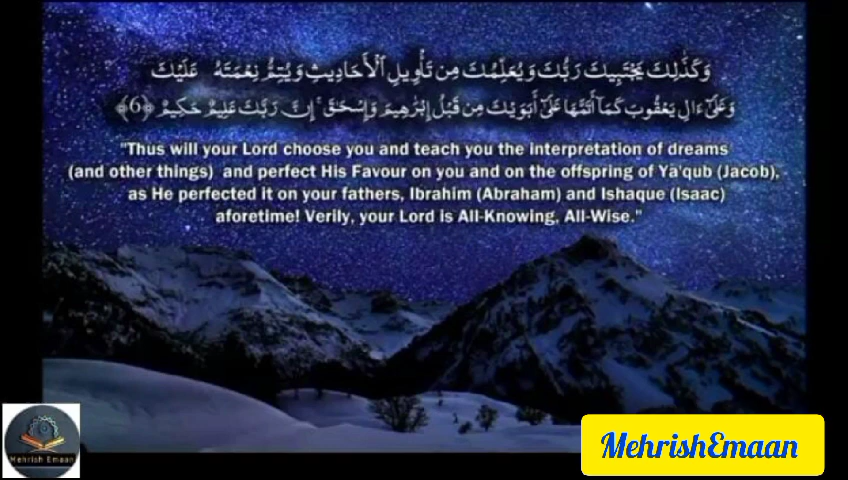 وَكَذَٰلِكَ يَجْتَبِيكَ رَبُّكَ وَيُعَلِّمُكَ مِن تَأْوِيلِ ٱلْأَحَادِيثِ وَيُتِمُّ نِعْمَتَهُۥ عَلَيْكَ
وَعَلَىٰٓ ءَالِ يَعْقُوبَ كَمَآ أَتَمَّهَا عَلَىٰٓ أَبَوَيْكَ مِن قَبْلُ إِبْرَٰهِيمَ وَإِسْحَٰقَ ۚ إِنَّ رَبَّكَ عَلِيمٌ حَكِيمٌ ﴿6﴾
"Thus will your Lord choose you and teach you the interpretation of dreams
(and other things) and perfect His Favour on you and on the offspring of Ya'qub (Jacob),
as He perfected it on your fathers, Ibrahim (Abraham) and Ishaque (Isaac)
aforetime! Verily, your Lord is All-Knowing, All-Wise."
Mehrish Emaan
MehrishEmaan